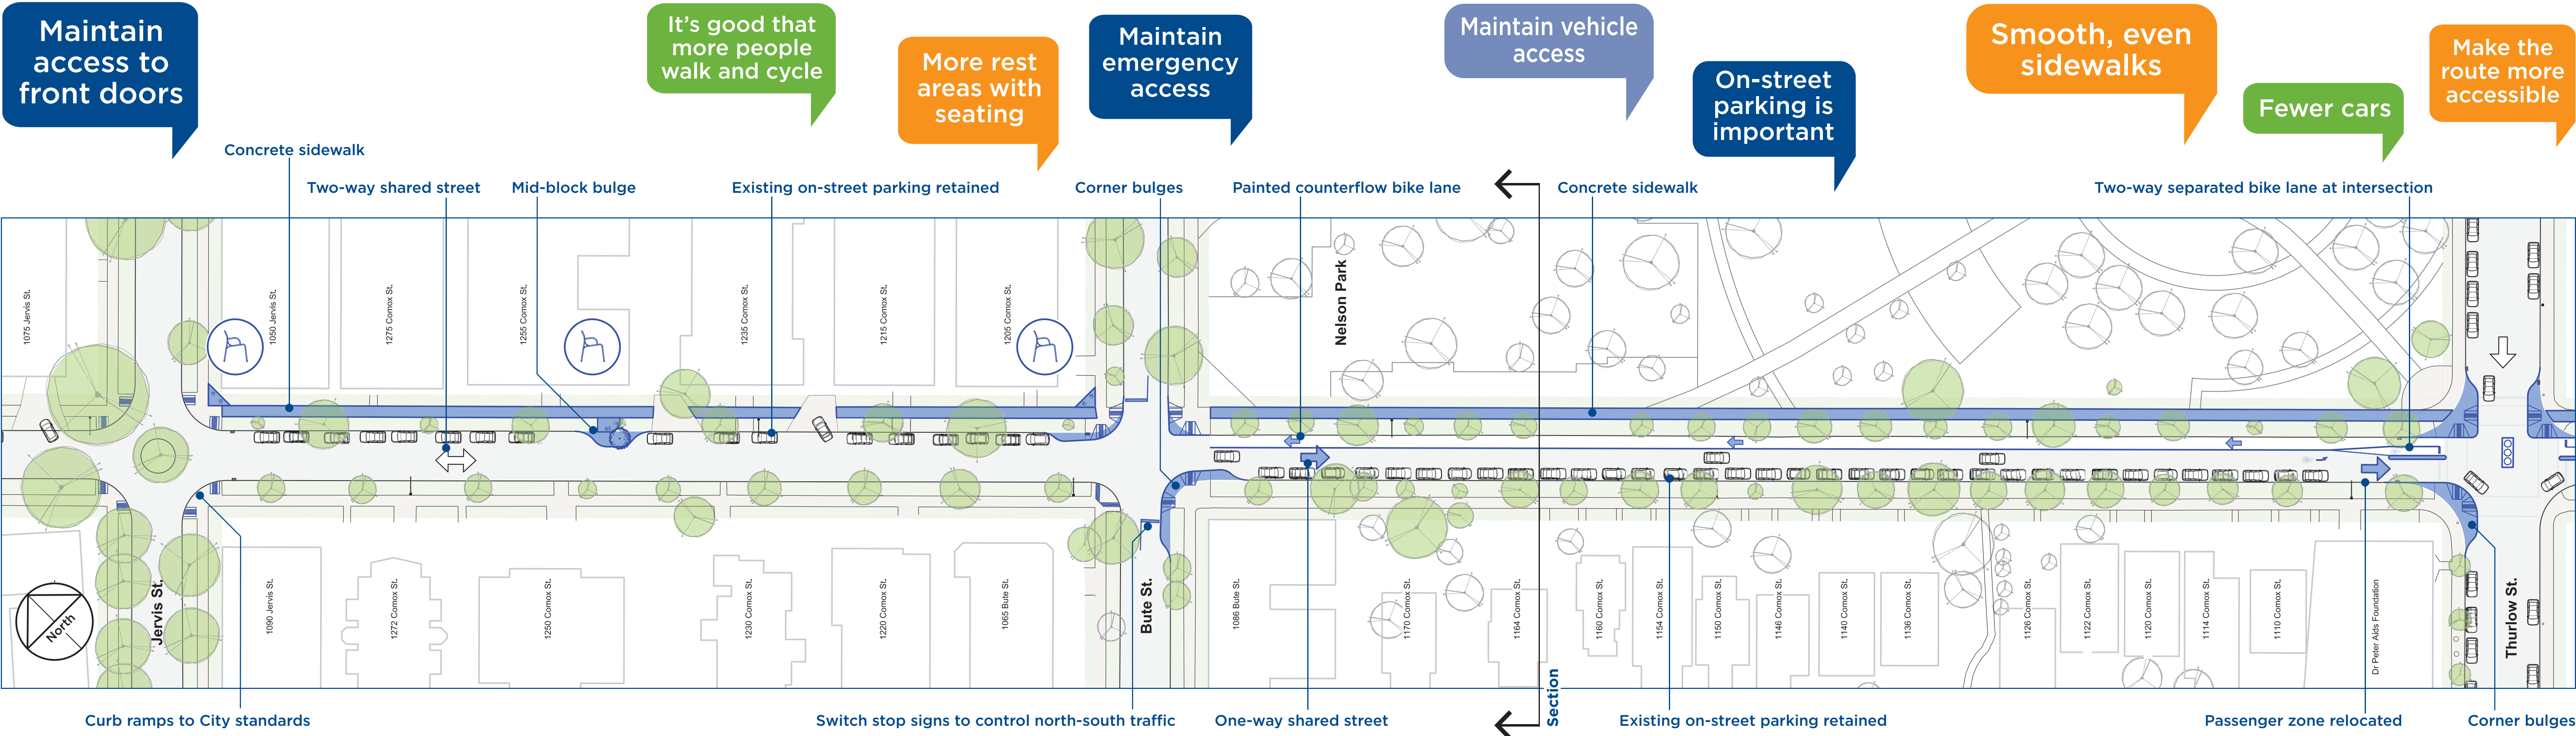 Maintain
access to
front doors
It's good that
more people
walk and cycle
More rest
areas with
seating
Maintain
emergency
access
Maintain vehicle
access
On-street
parking is
important
Smooth, even
sidewalks
Fewer cars
Make the
route more
accessible
Concrete sidewalk
Two-way shared street
Mid-block bulge
Existing on-street parking retained
Corner bulges
Painted counterflow bike lane
Concrete sidewalk
Two-way separated bike lane at intersection
1075 Jervis St.
1050 Jervis St.
1275 Comox St.
1255 Comox St.
1235 Comox St.
1215 Comox St.
1205 Comox St.
Nelson Park
North
Jervis St.
1090 Jervis St.
1272 Comox St.
1250 Comox St.
1230 Comox St.
1220 Comox St.
1065 Bute St.
Bute St.
1086 Bute St.
1170 Comox St.
1164 Comox St.
1160 Comox St.
1154 Comox St.
1150 Comox St.
1146 Comox St.
1140 Comox St.
1136 Comox St.
1126 Comox St.
1122 Comox St.
1120 Comox St.
1114 Comox St.
1110 Comox St.
Dr Peter Aids Foundation
Thurlow St.
Curb ramps to City standards
Switch stop signs to control north-south traffic
One-way shared street
Section
Existing on-street parking retained
Passenger zone relocated
Corner bulges